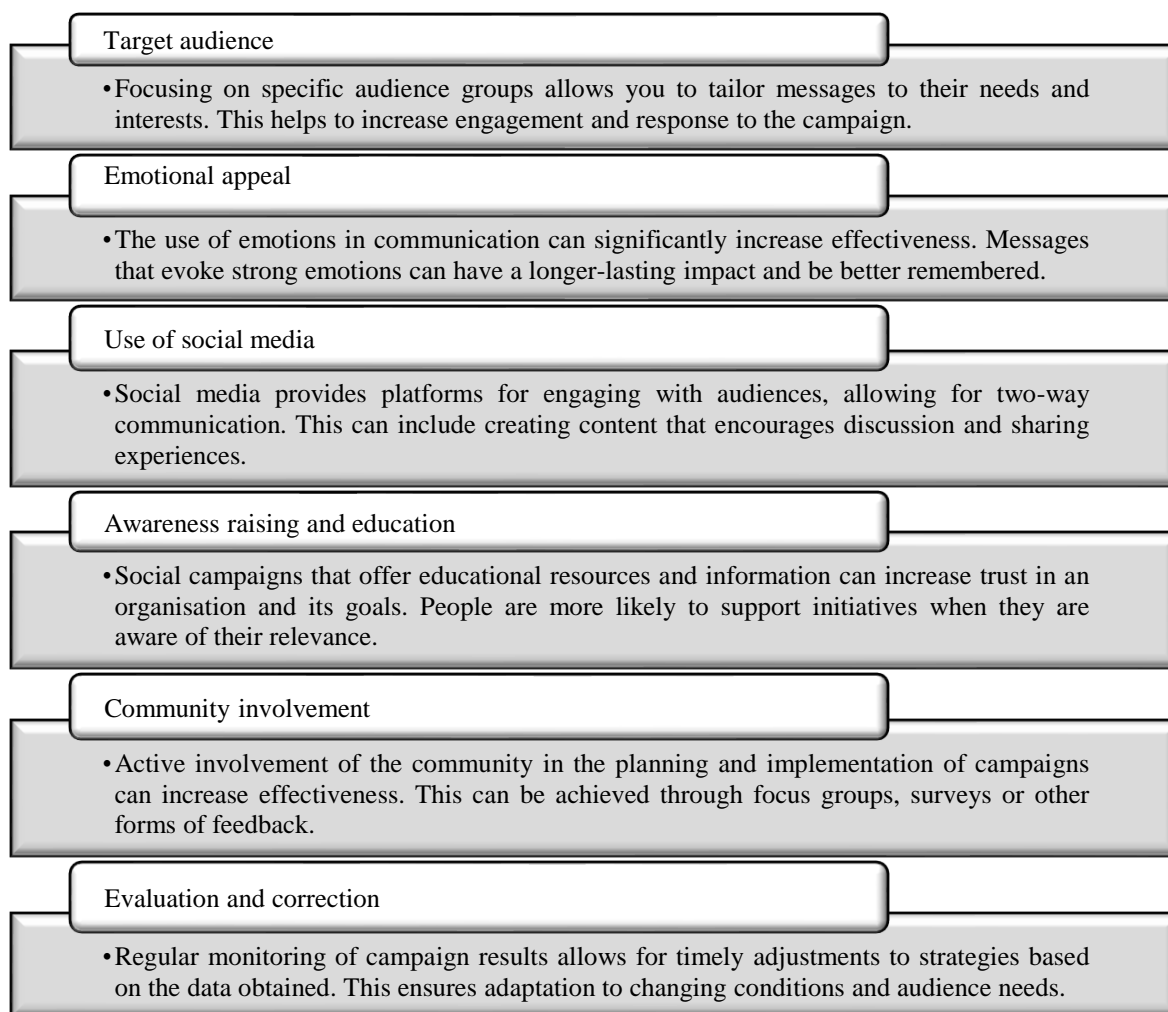 Target audience
•Focusing on specific audience groups allows you to tailor messages to their needs and
interests. This helps to increase engagement and response to the campaign.
Emotional appeal
•The use of emotions in communication can significantly increase effectiveness. Messages
that evoke strong emotions can have a longer-lasting impact and be better remembered.
Use of social media
•Social media provides platforms for engaging with audiences, allowing for two-way
communication. This can include creating content that encourages discussion and sharing
experiences.
Awareness raising and education
•Social campaigns that offer educational resources and information can increase trust in an
organisation and its goals. People are more likely to support initiatives when they are
aware of their relevance.
Community involvement
•Active involvement of the community in the planning and implementation of campaigns
can increase effectiveness. This can be achieved through focus groups, surveys or other
forms of feedback.
Evaluation and correction
•Regular monitoring of campaign results allows for timely adjustments to strategies based
on the data obtained. This ensures adaptation to changing conditions and audience needs.